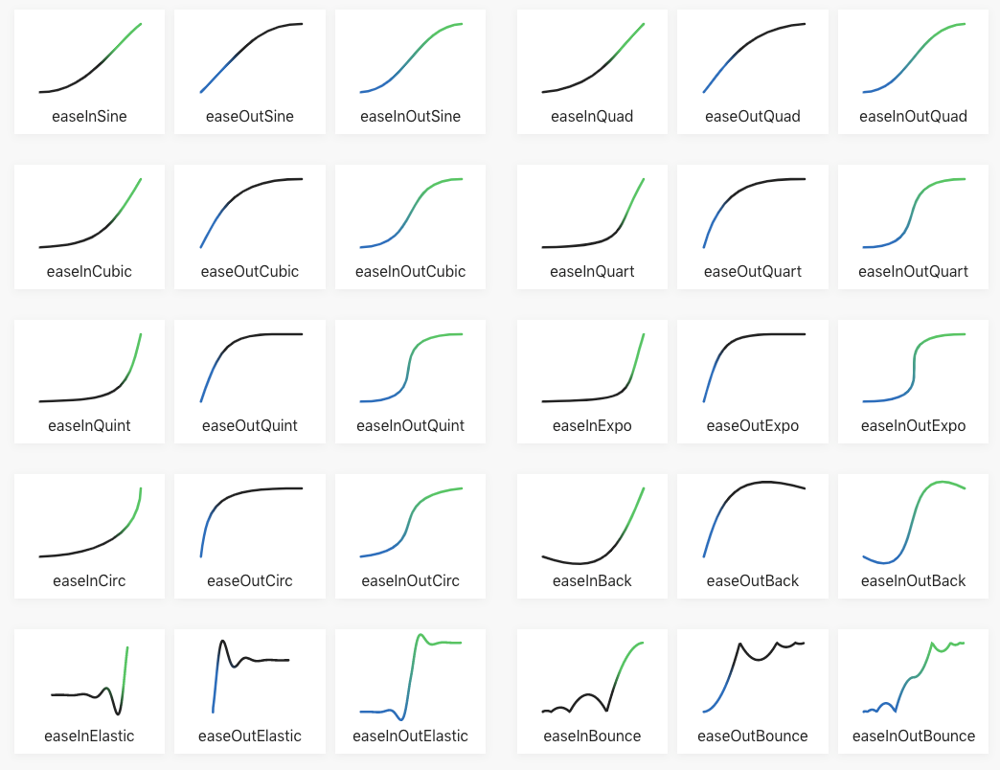 easeInSine easeOutSine easeInOutSine easeInQuad easeOutQuad easeInOutQuad
easeInCubic easeOutCubic easeInOutCubic easeInQuart easeOutQuart easeInOutQuart
easeInQuint easeOutQuint easeInOutQuint easeInExpo easeOutExpo easeInOutExpo
easeInCirc easeOutCirc easeInOutCirc easeInBack easeOutBack easeInOutBack
easeInElastic easeOutElastic easeInOutElastic easeInBounce easeOutBounce easeInOutBounce